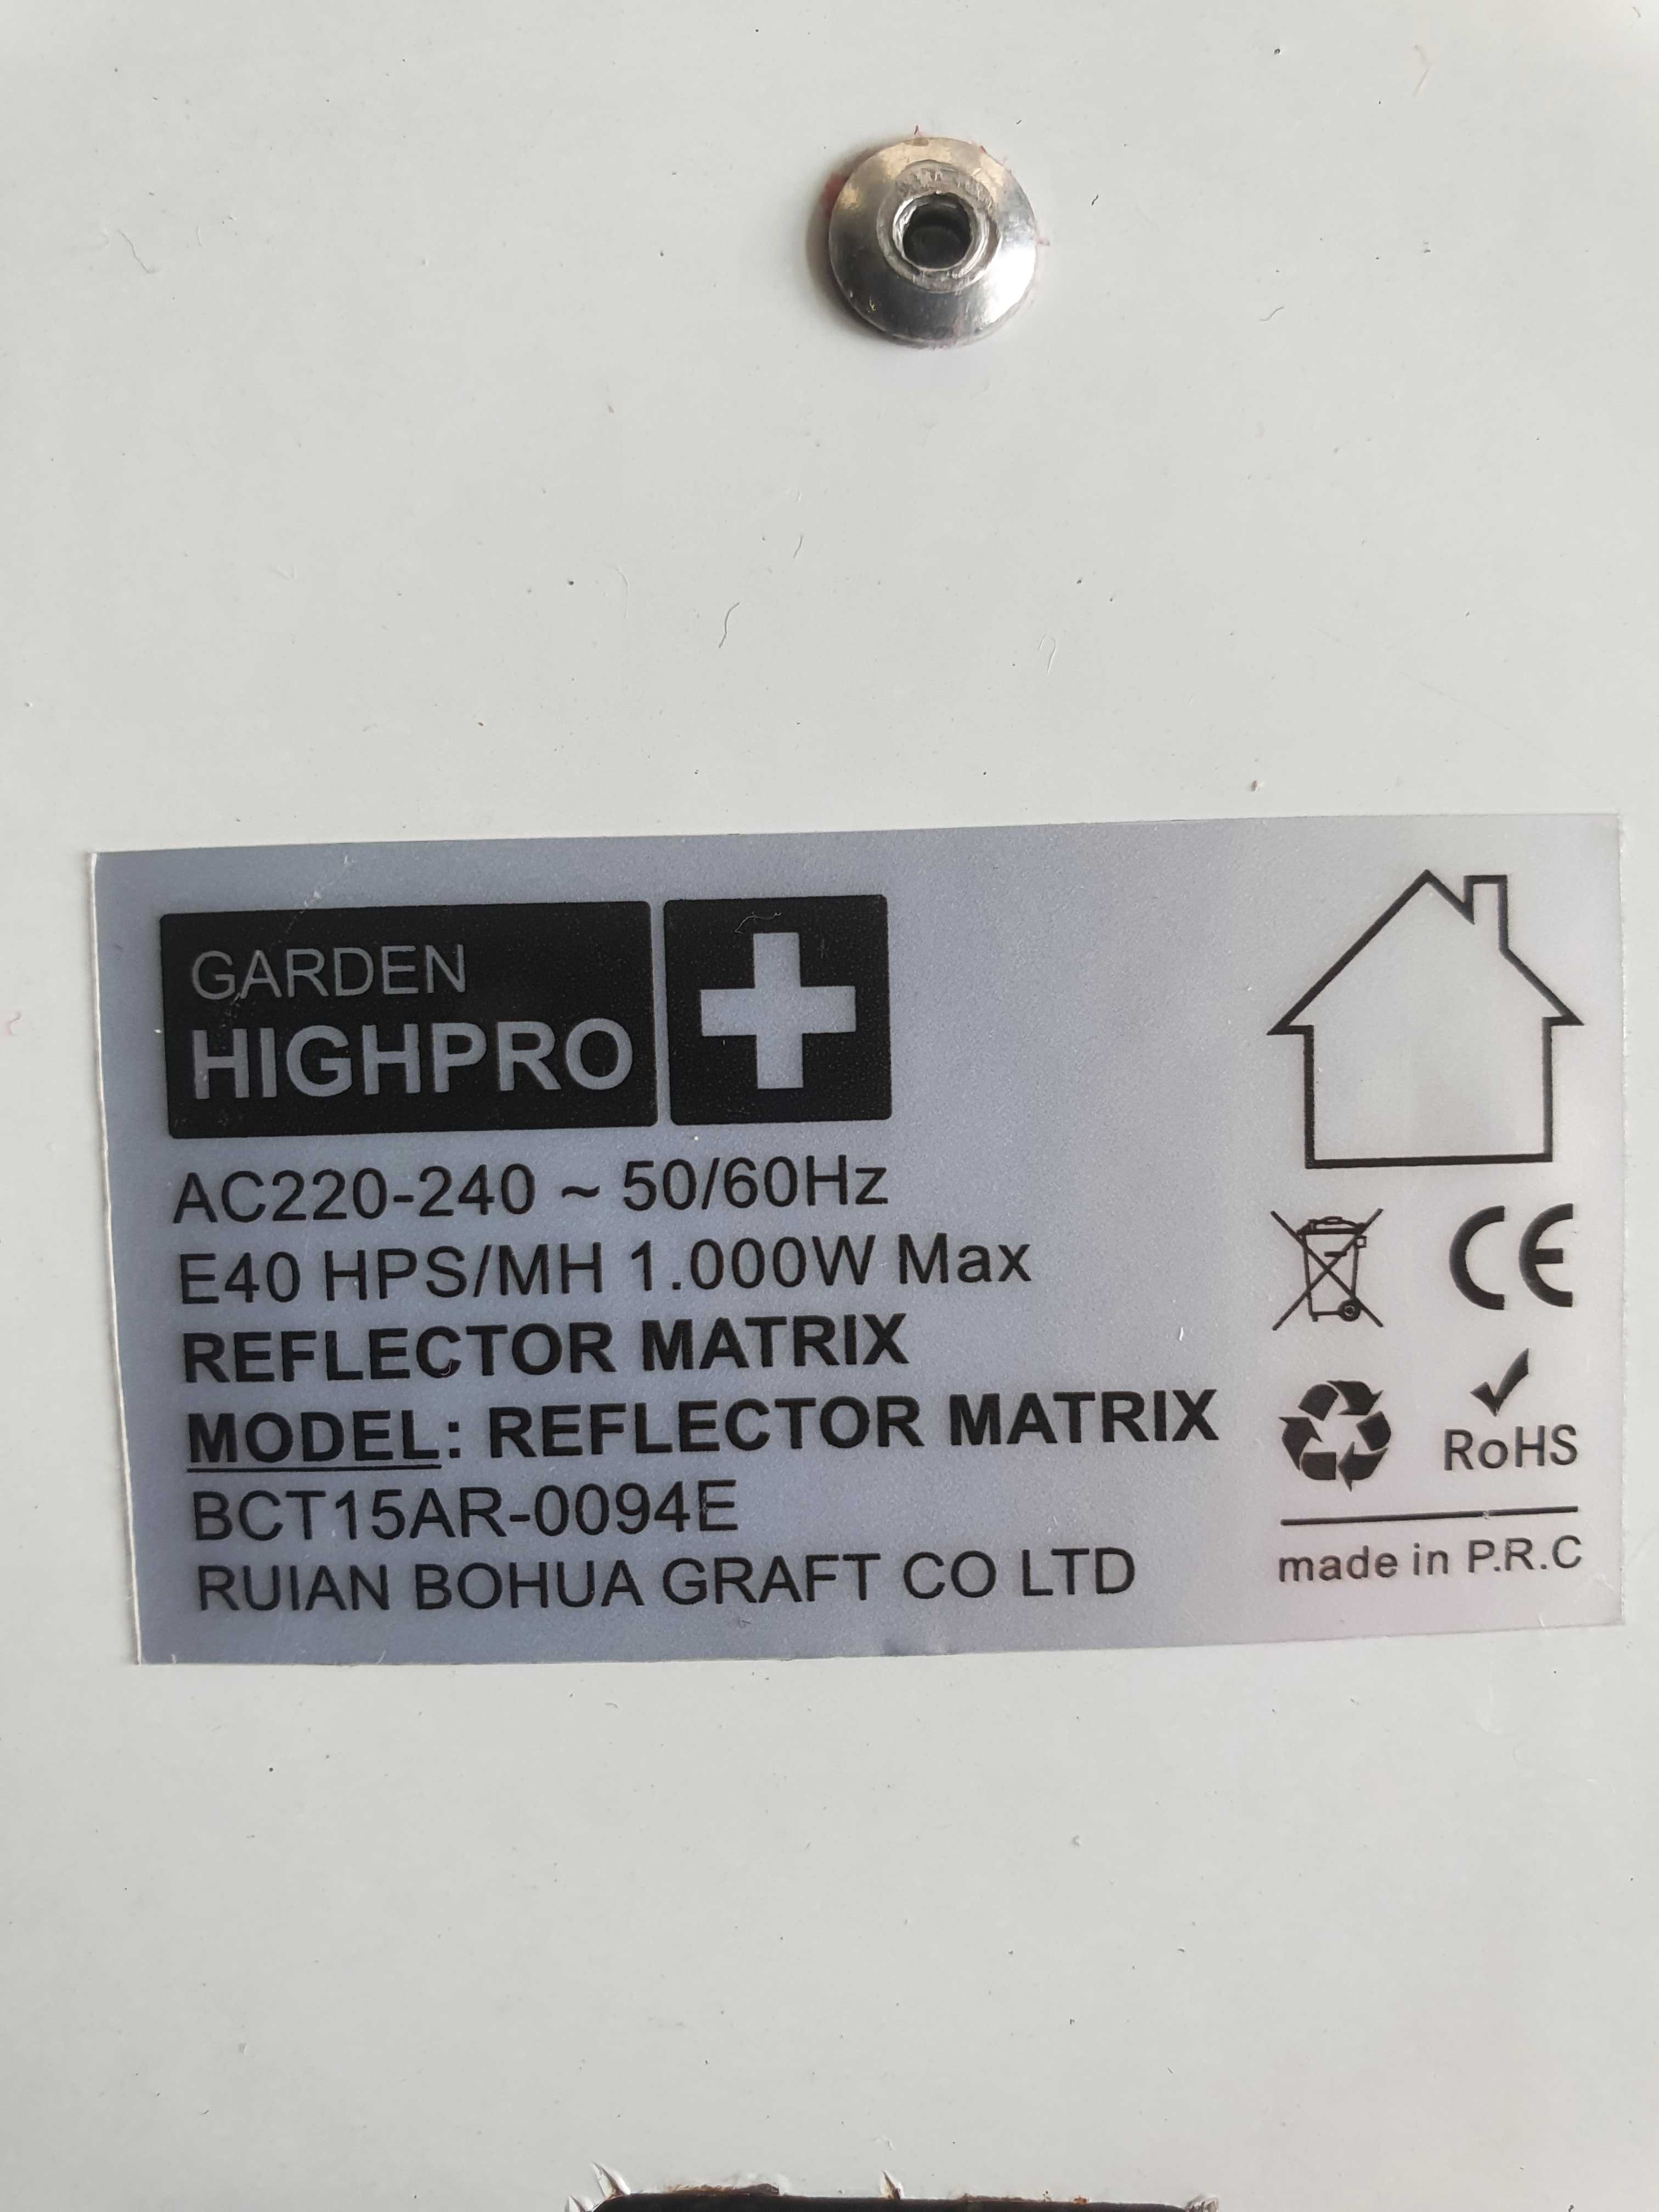 GARDEN
HIGHPRO
AC220-240 ~ 50/60Hz
E40 HPS/MH 1.000W Max
REFLECTOR MATRIX
MODEL: REFLECTOR MATRIX
BCT15AR-0094E
RUIAN BOHUA GRAFT CO LTD
CE
RoHS
made in P.R.C